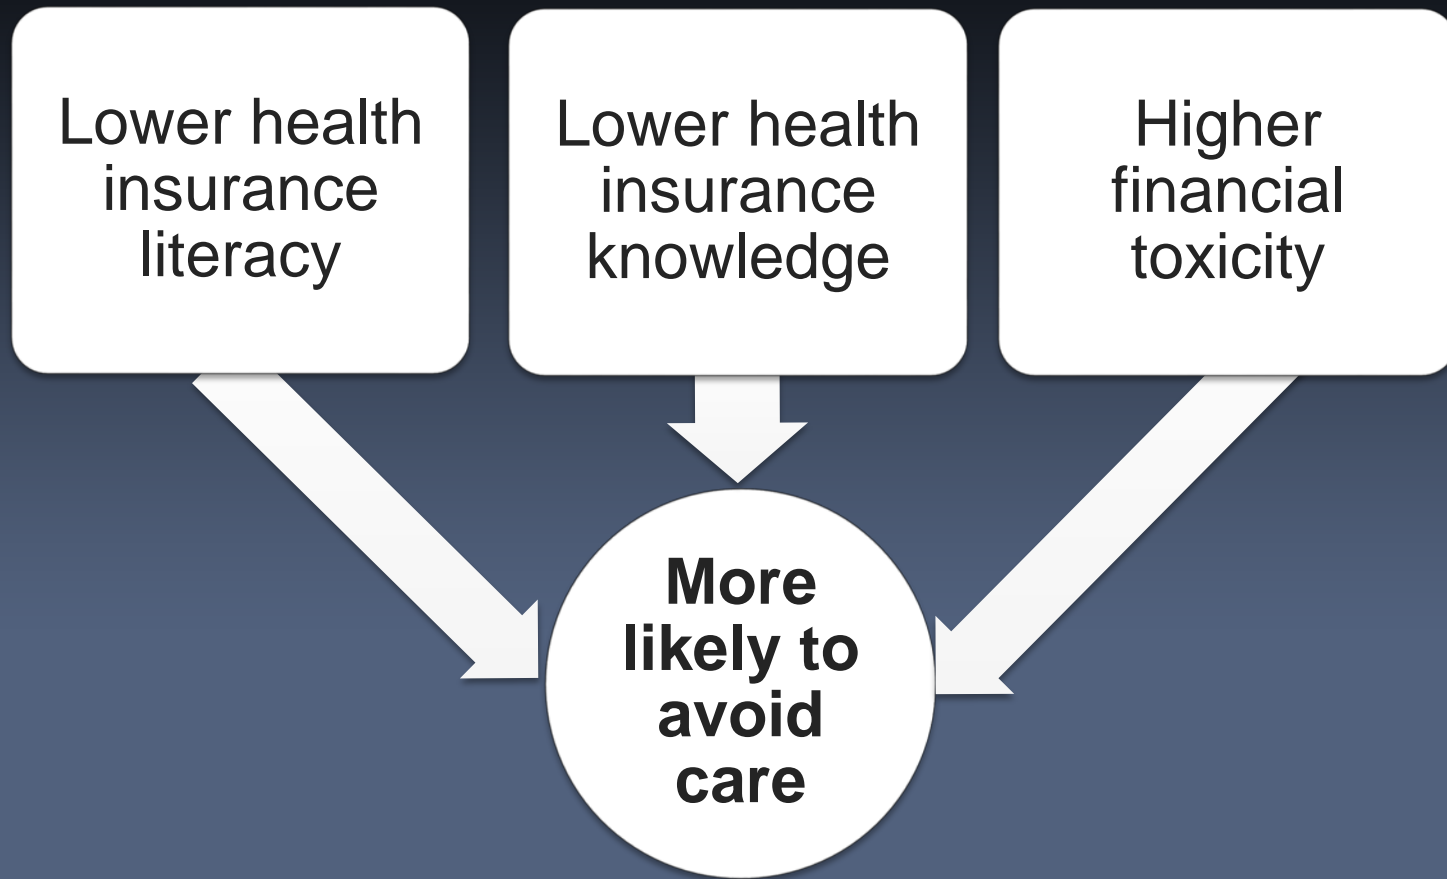 Lower health
insurance
literacy
Lower health
insurance
knowledge
Higher
financial
toxicity
More
likely to
avoid
care